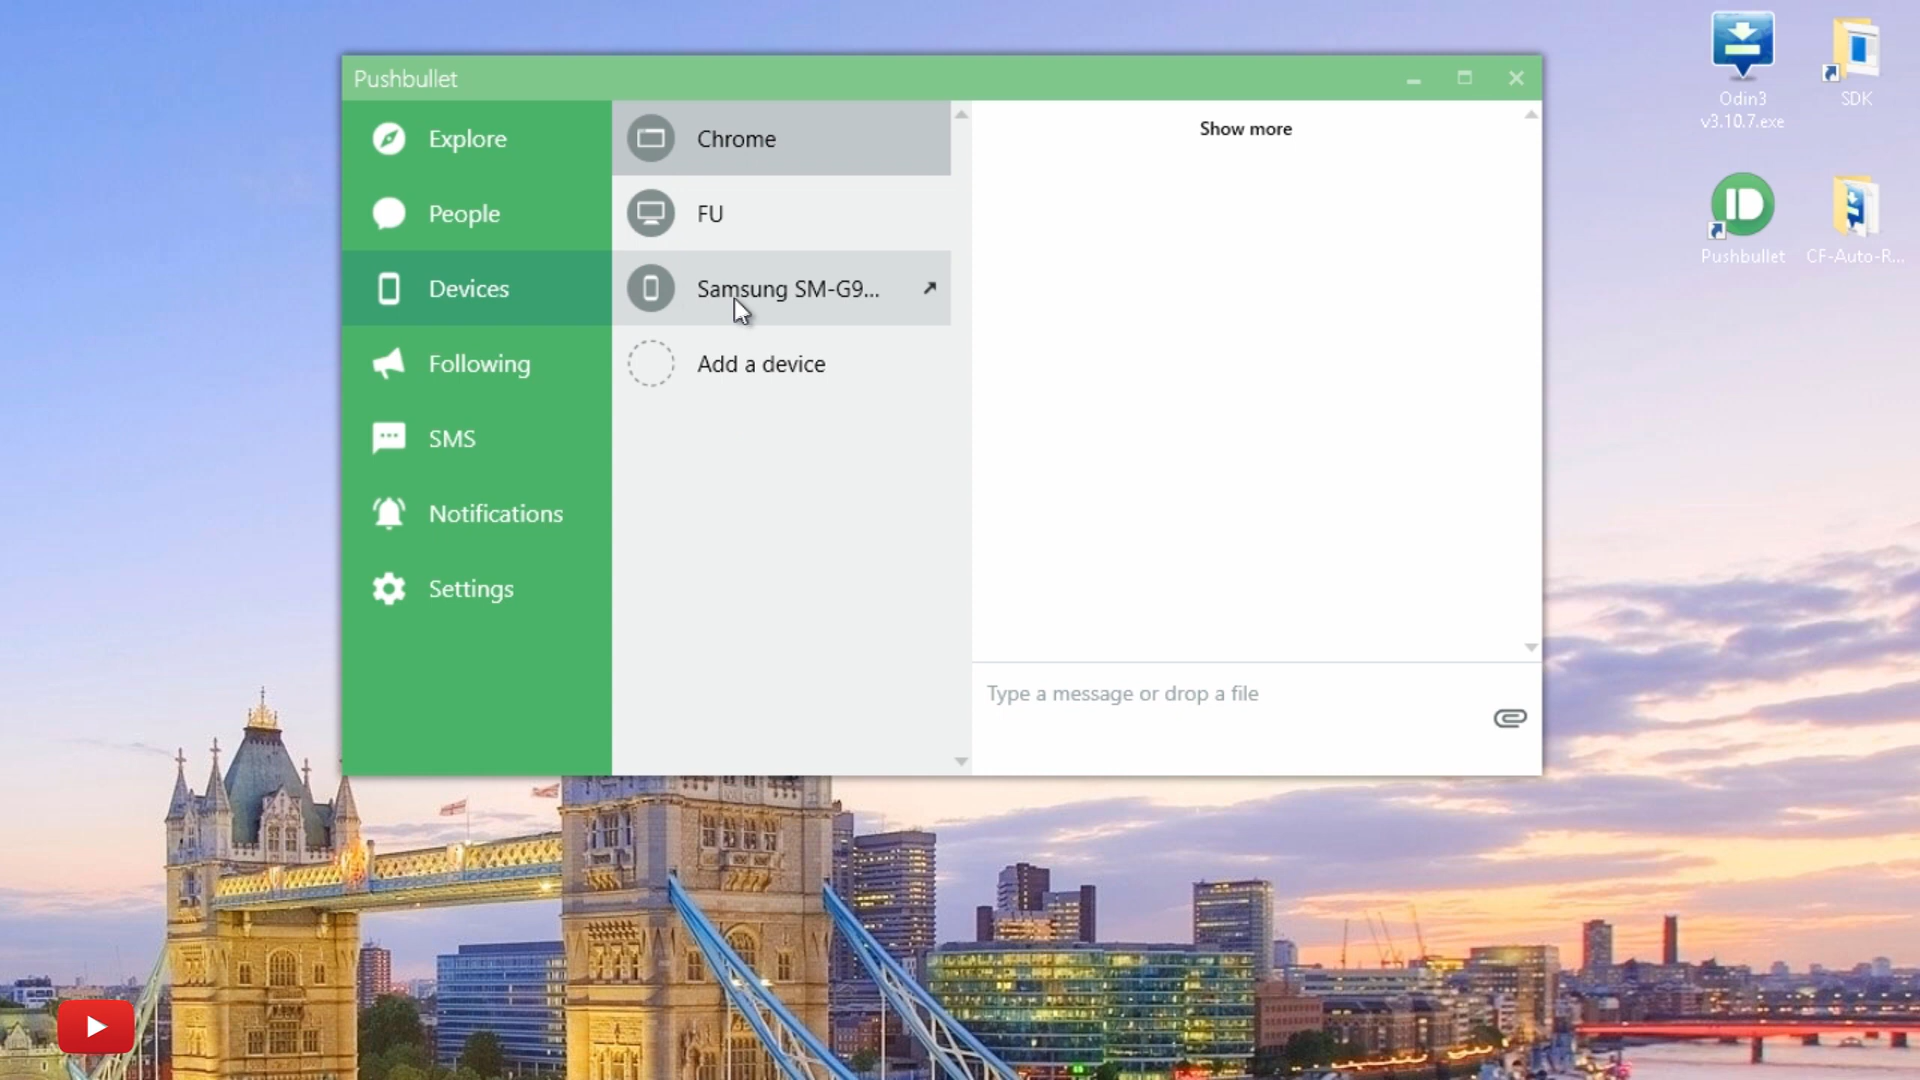 Pushbullet
Explore
People
Devices
Following
SMS
Notifications
Settings
Chrome
FU
Samsung SM-G9...
Add a device
Show more
Type a message or drop a file
Odin3
v3.10.7.exe
SDK
Pushbullet
CF-Auto-R...